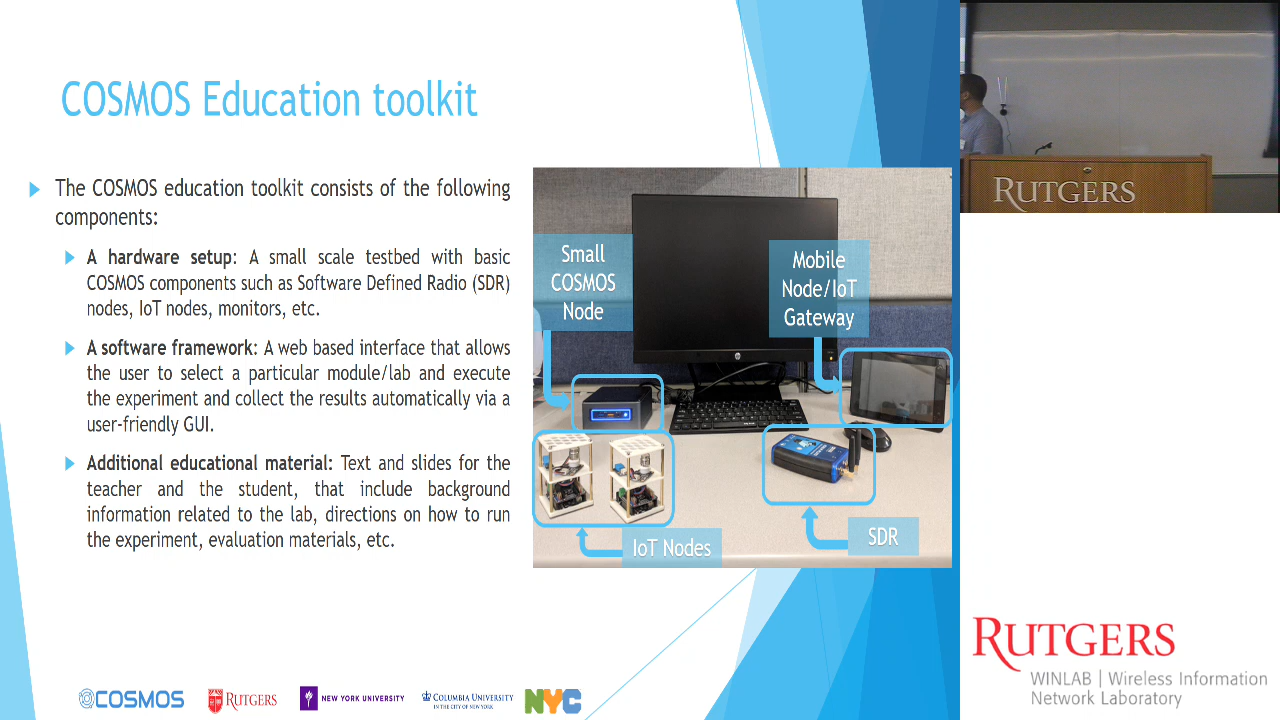 COSMOS Education toolkit
The COSMOS education toolkit consists of the following
components:
A hardware setup: A small scale testbed with basic
COSMOS components such as Software Defined Radio (SDR)
nodes, IoT nodes, monitors, etc.
A software framework: A web based interface that allows
the user to select a particular module/lab and execute
the experiment and collect the results automatically via a
user-friendly GUI.
Additional educational material: Text and slides for the
teacher and the student, that include background
information related to the lab, directions on how to run
the experiment, evaluation materials, etc.
Small
COSMOS
Node
Mobile
Node/IoT
Gateway
IoT Nodes
SDR
COSMOS
RUTGERS
NEW YORK UNIVERSITY
COLUMBIA UNIVERSITY
IN THE CITY OF NEW YORK
NYC
RUTGERS
RUTGERS
WINLAB | Wireless Information
Network Laboratory